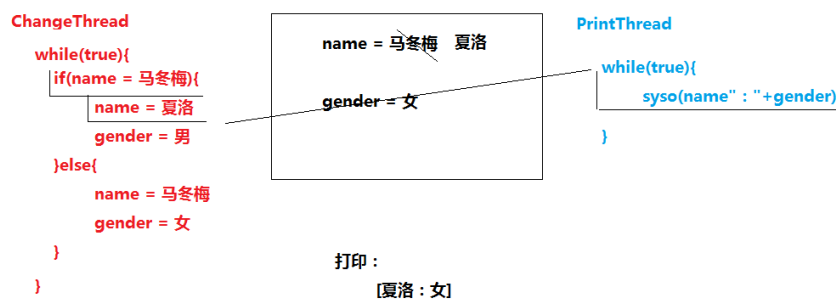 ChangeThread
while(true){
if(name = 马冬梅){
name = 夏洛
gender = 男
}else{
name = 马冬梅
gender = 女
}
}
name = 马冬梅 夏洛
gender = 女
打印：
[夏洛：女]
PrintThread
while(true){
syso(name"："+gender)
}